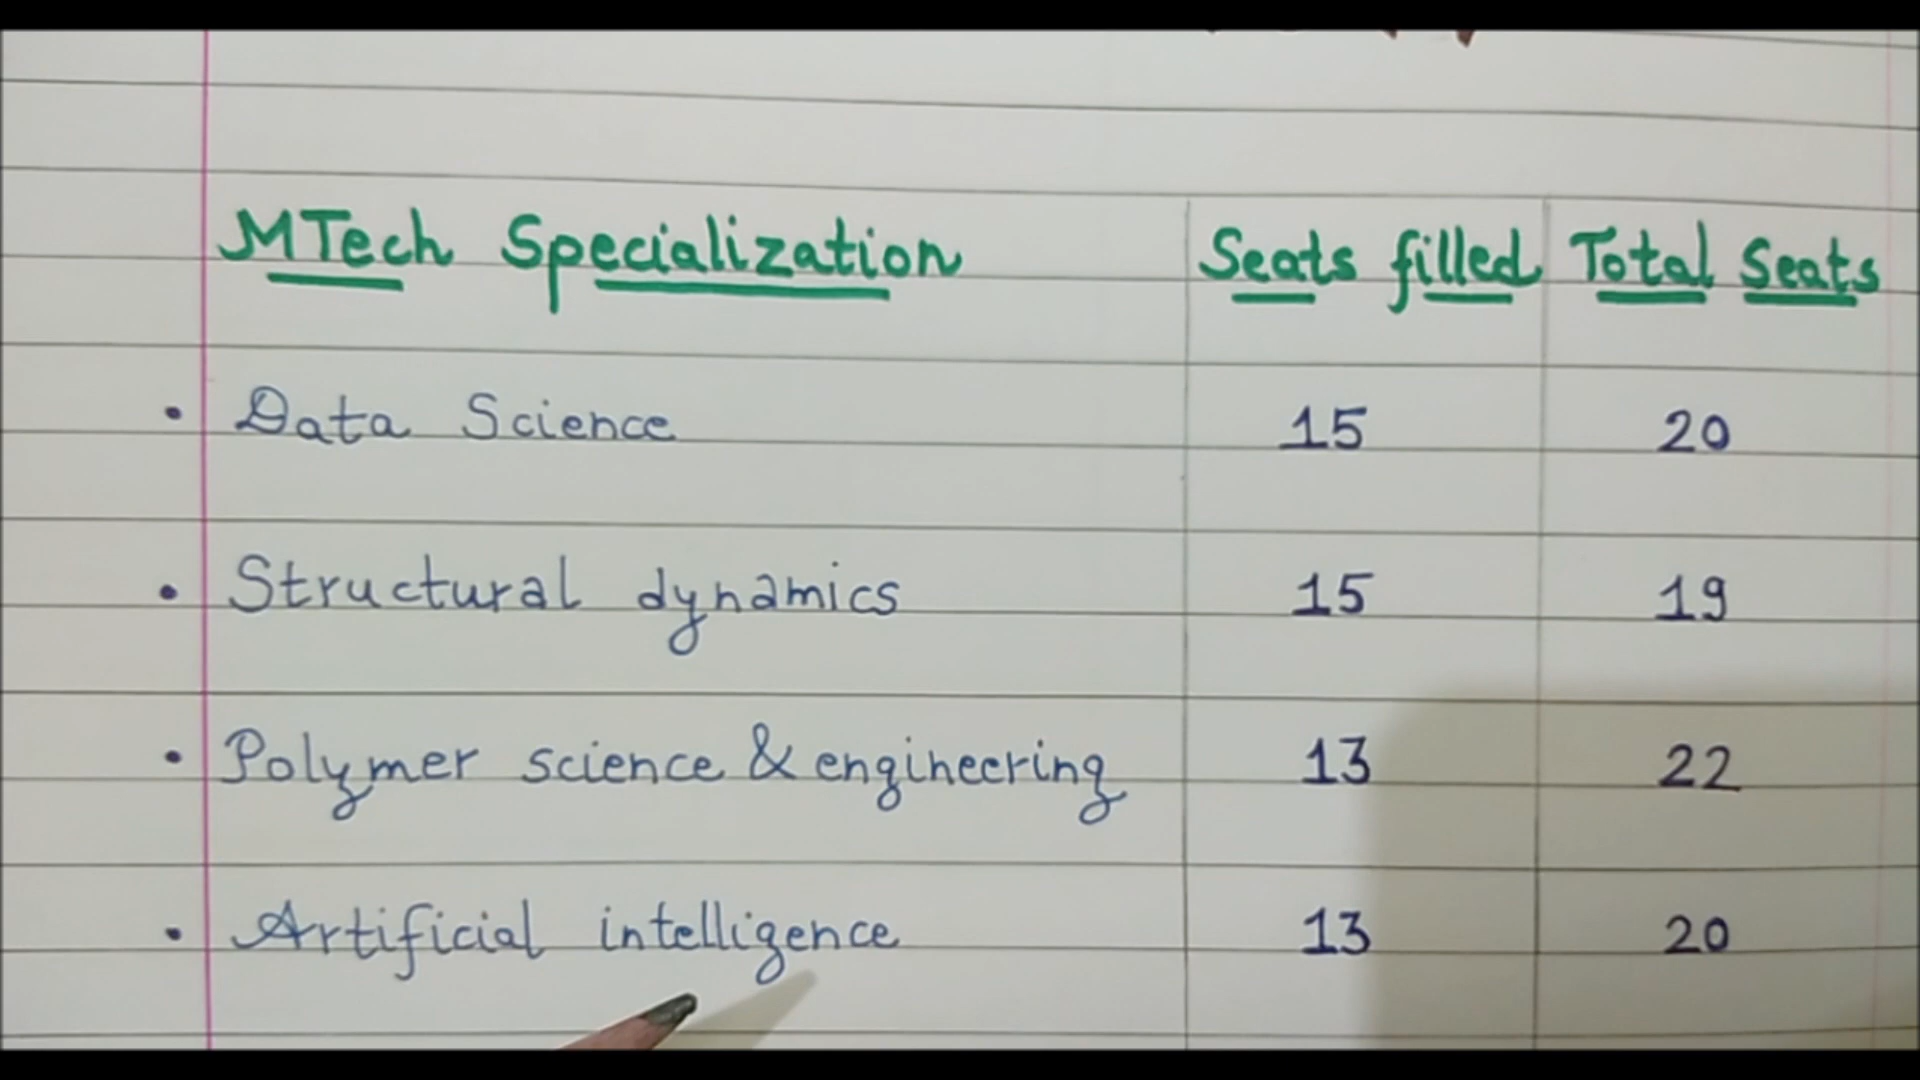 MTech Specialization Seats filled Total Seats
• Data Science 15 20
• Structural dynamics 15 19
• Polymer science & engineering 13 22
• Artificial intelligence 13 20